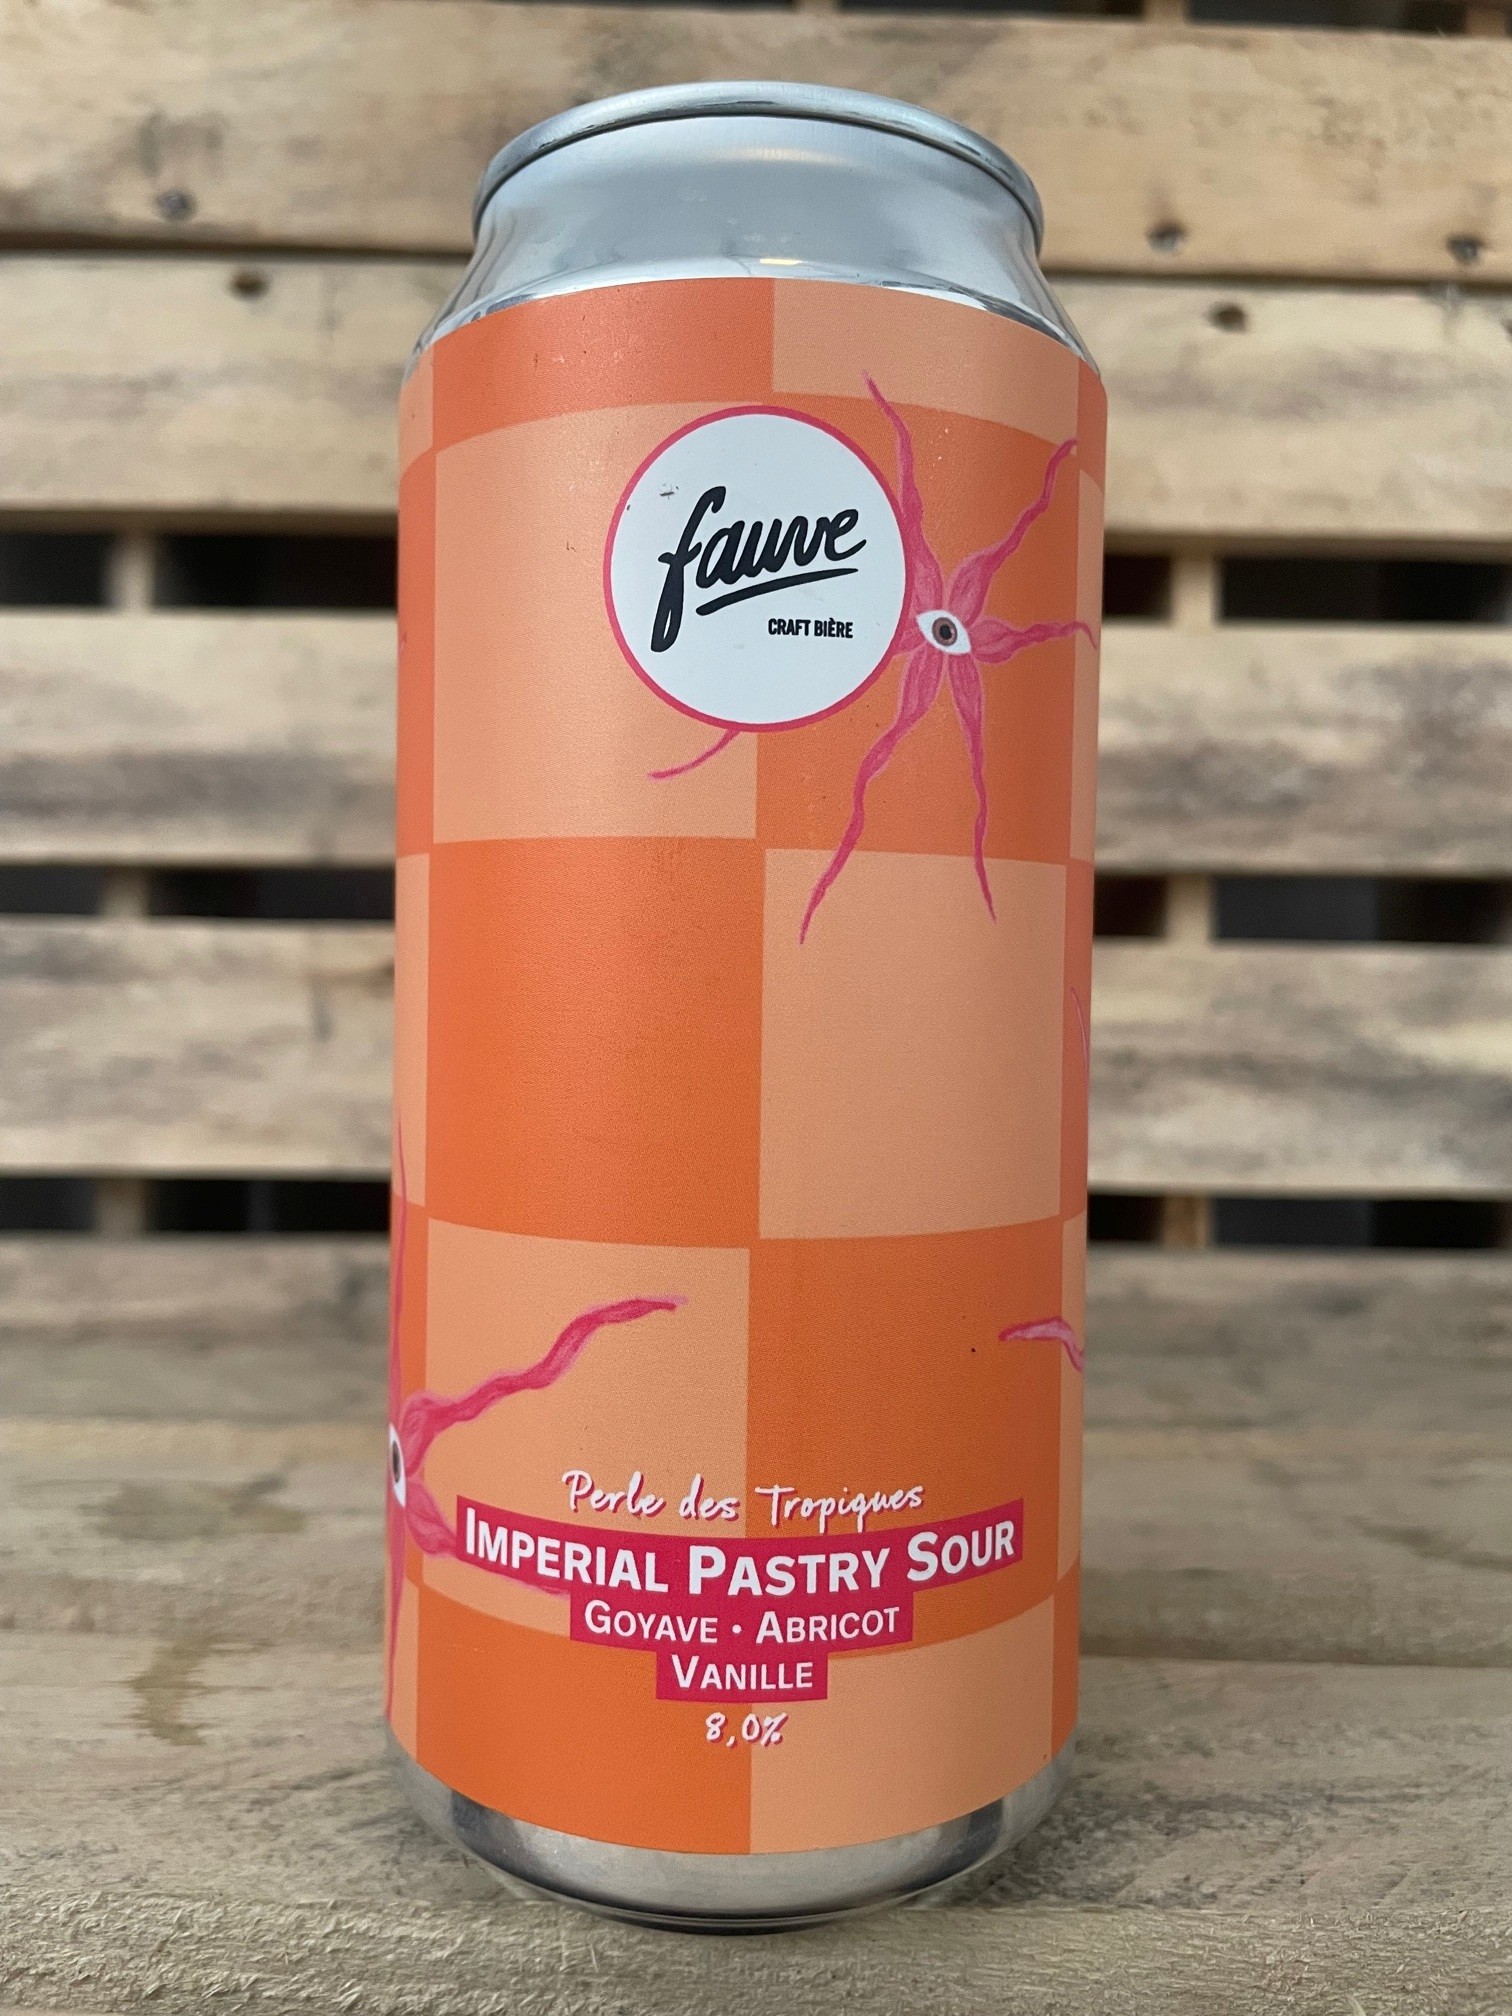 fauve
CRAFT BIÈRE
Perle des Tropiques
IMPERIAL PASTRY SOUR
GOYAVE • ABRICOT
VANILLE
8,0%